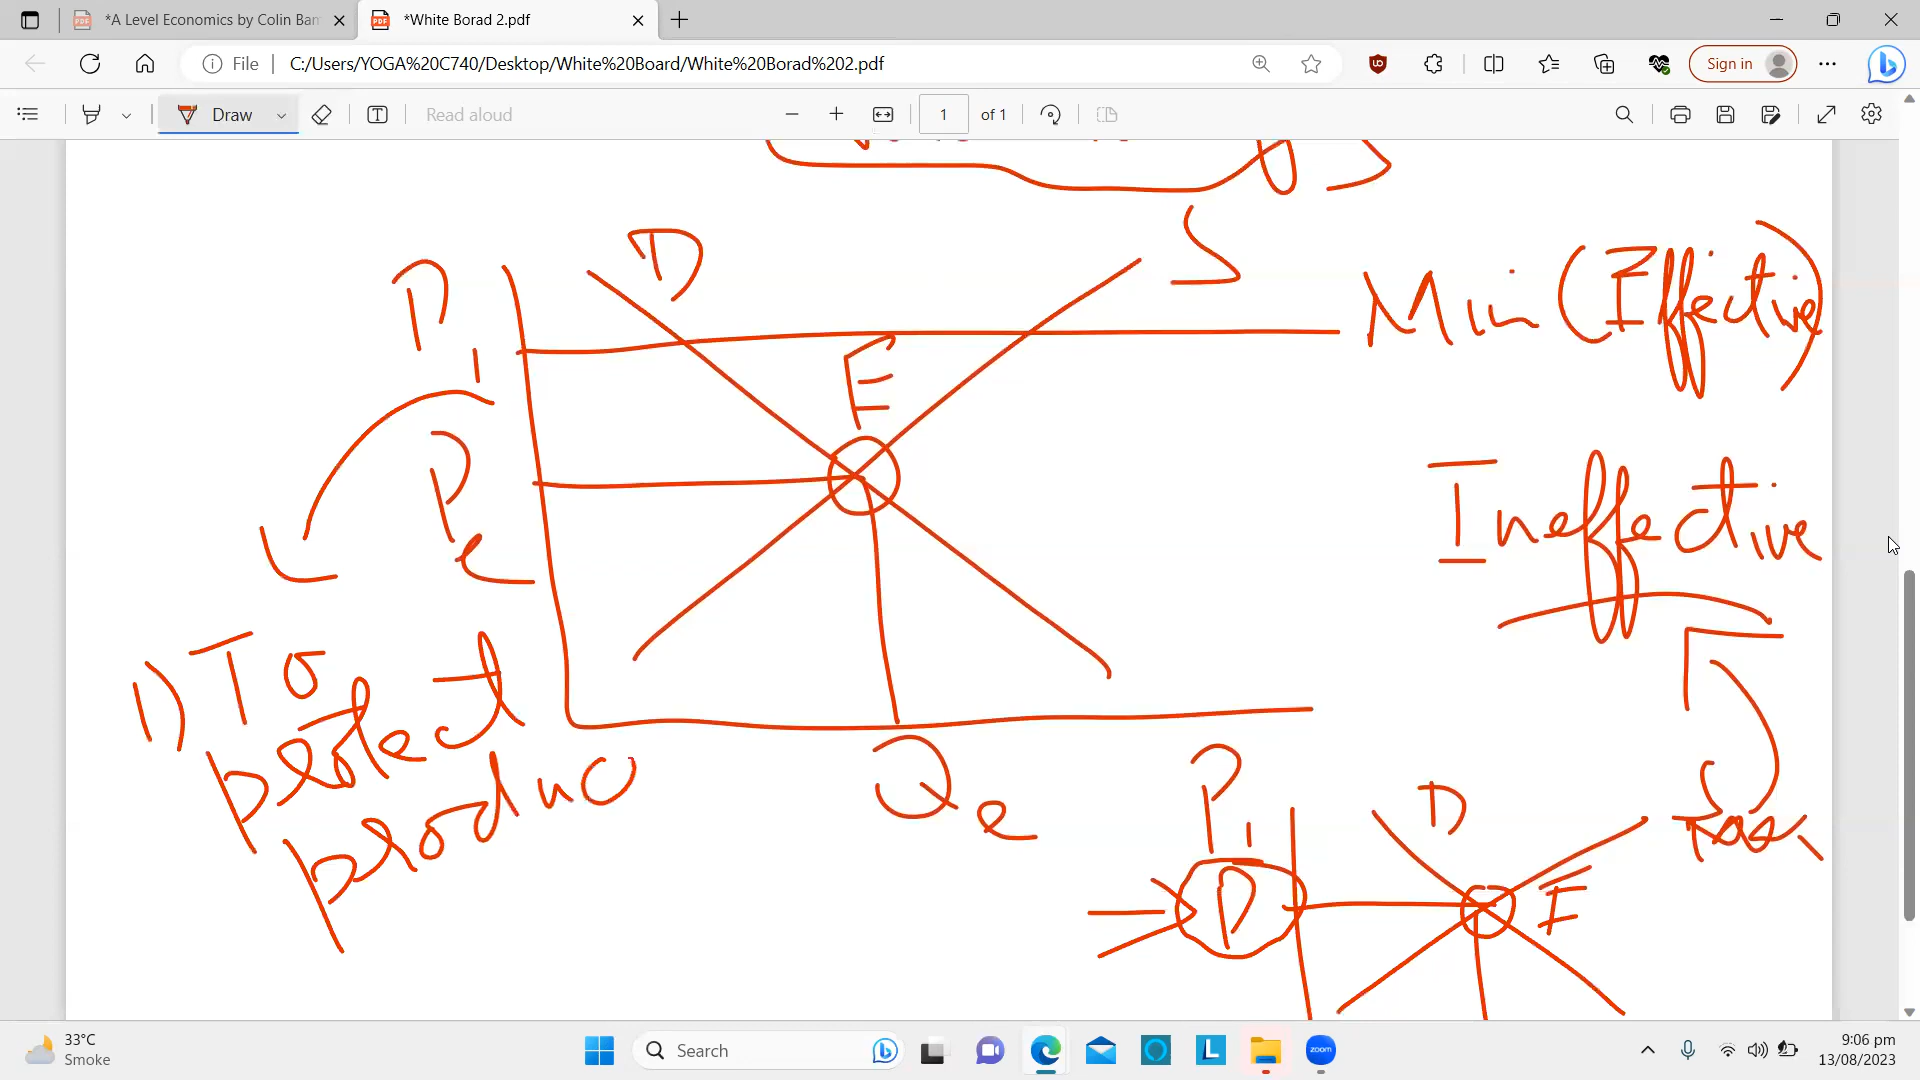 *A Level Economics by Colin Bam
*White Borad 2.pdf
File
C:/Users/YOGA%20C740/Desktop/White%20Board/White%20Borad%202.pdf
Sign in
Draw
Read aloud
1 of 1
D
S
P1
Min (Effective)
E
Pe
Ineffective
1) To
protect
produc
Qe
P1
D
P
E
33°C
Smoke
Search
zoom
9:06 pm
13/08/2023